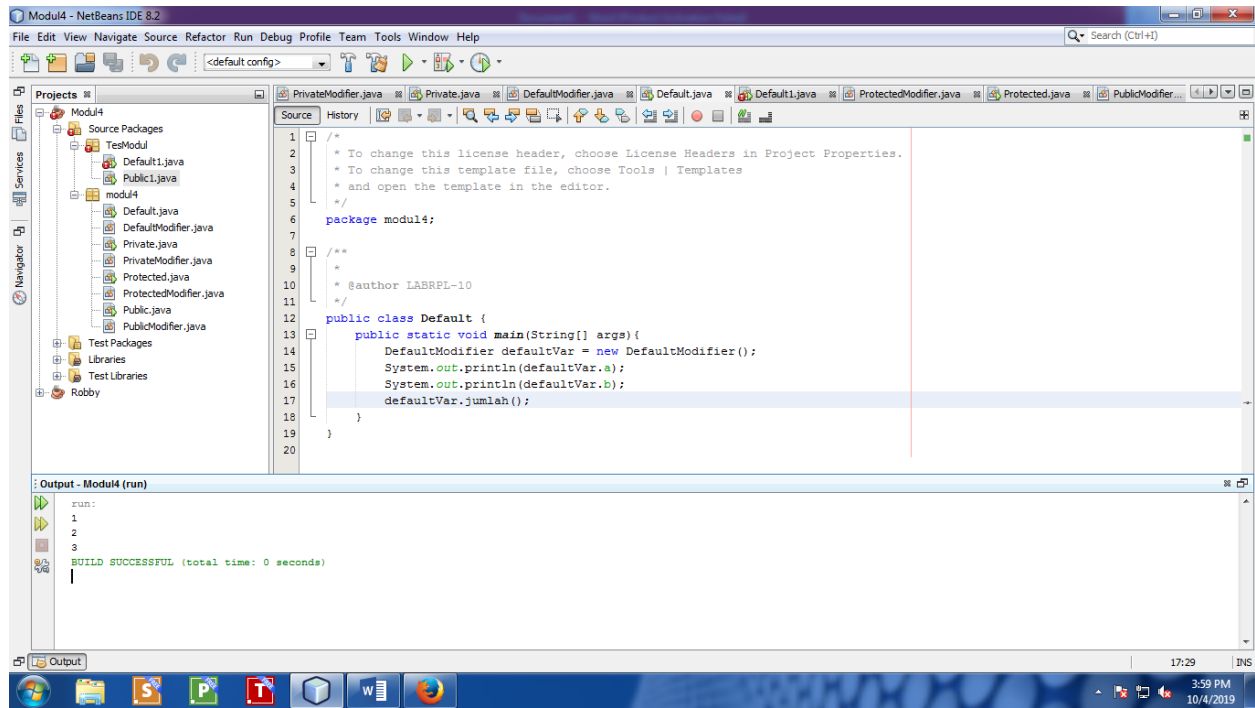 Modul4 - NetBeans IDE 8.2
File Edit View Navigate Source Refactor Run Debug Profile Team Tools Window Help
Search (Ctrl+I)
<default config>
Files
Services
Navigator
Projects
Modul4
Source Packages
TesModul
Default1.java
Public1.java
modul4
Default.java
DefaultModifier.java
Private.java
PrivateModifier.java
Protected.java
ProtectedModifier.java
Public.java
PublicModifier.java
Test Packages
Libraries
Test Libraries
Robby
PrivateModifier.java Private.java DefaultModifier.java Default.java Default1.java ProtectedModifier.java Protected.java PublicModifier...
Source History
1 /*
2 * To change this license header, choose License Headers in Project Properties.
3 * To change this template file, choose Tools | Templates
4 * and open the template in the editor.
5 */
6 package modul4;
7
8 /**
9 *
10 * @author LABRPL-10
11 */
12 public class Default {
13 public static void main(String[] args){
14 DefaultModifier defaultVar = new DefaultModifier();
15 System.out.println(defaultVar.a);
16 System.out.println(defaultVar.b);
17 defaultVar.jumlah();
18 }
19 }
20
Output - Modul4 (run)
run:
1
2
3
BUILD SUCCESSFUL (total time: 0 seconds)
Output
17:29 INS
S P T W
3:59 PM
10/4/2019